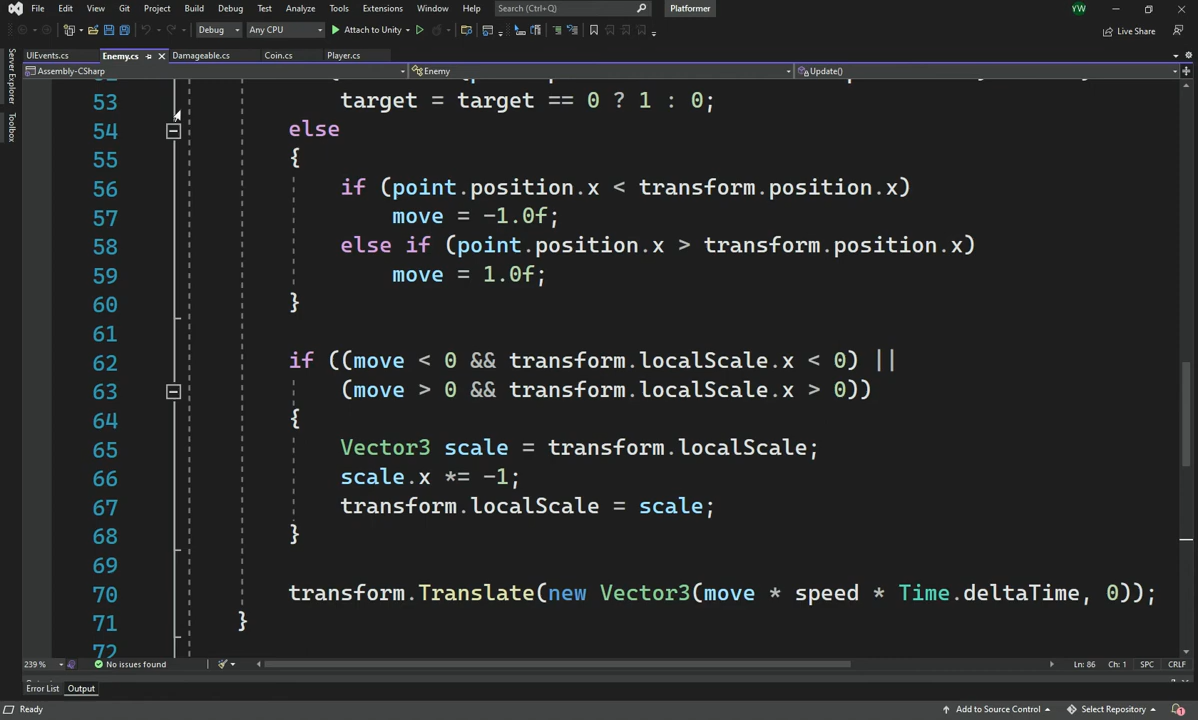 File Edit View Git Project Build Debug Test Analyze Tools Extensions Window Help Search (Ctrl+Q) Platformer YW
Debug Any CPU Attach to Unity Live Share
Server Explorer
Toolbox
UIEvents.cs Enemy.cs Damageable.cs Coin.cs Player.cs
Assembly-CSharp Enemy Update()
53 target = target == 0 ? 1 : 0;
54 else
55 {
56 if (point.position.x < transform.position.x)
57 move = -1.0f;
58 else if (point.position.x > transform.position.x)
59 move = 1.0f;
60 }
61
62 if ((move < 0 && transform.localScale.x < 0) ||
63 (move > 0 && transform.localScale.x > 0))
64 {
65 Vector3 scale = transform.localScale;
66 scale.x *= -1;
67 transform.localScale = scale;
68 }
69
70 transform.Translate(new Vector3(move * speed * Time.deltaTime, 0));
71 }
72
239 % No issues found Ln: 86 Ch: 1 SPC CRLF
Error List Output
Ready Add to Source Control Select Repository 1